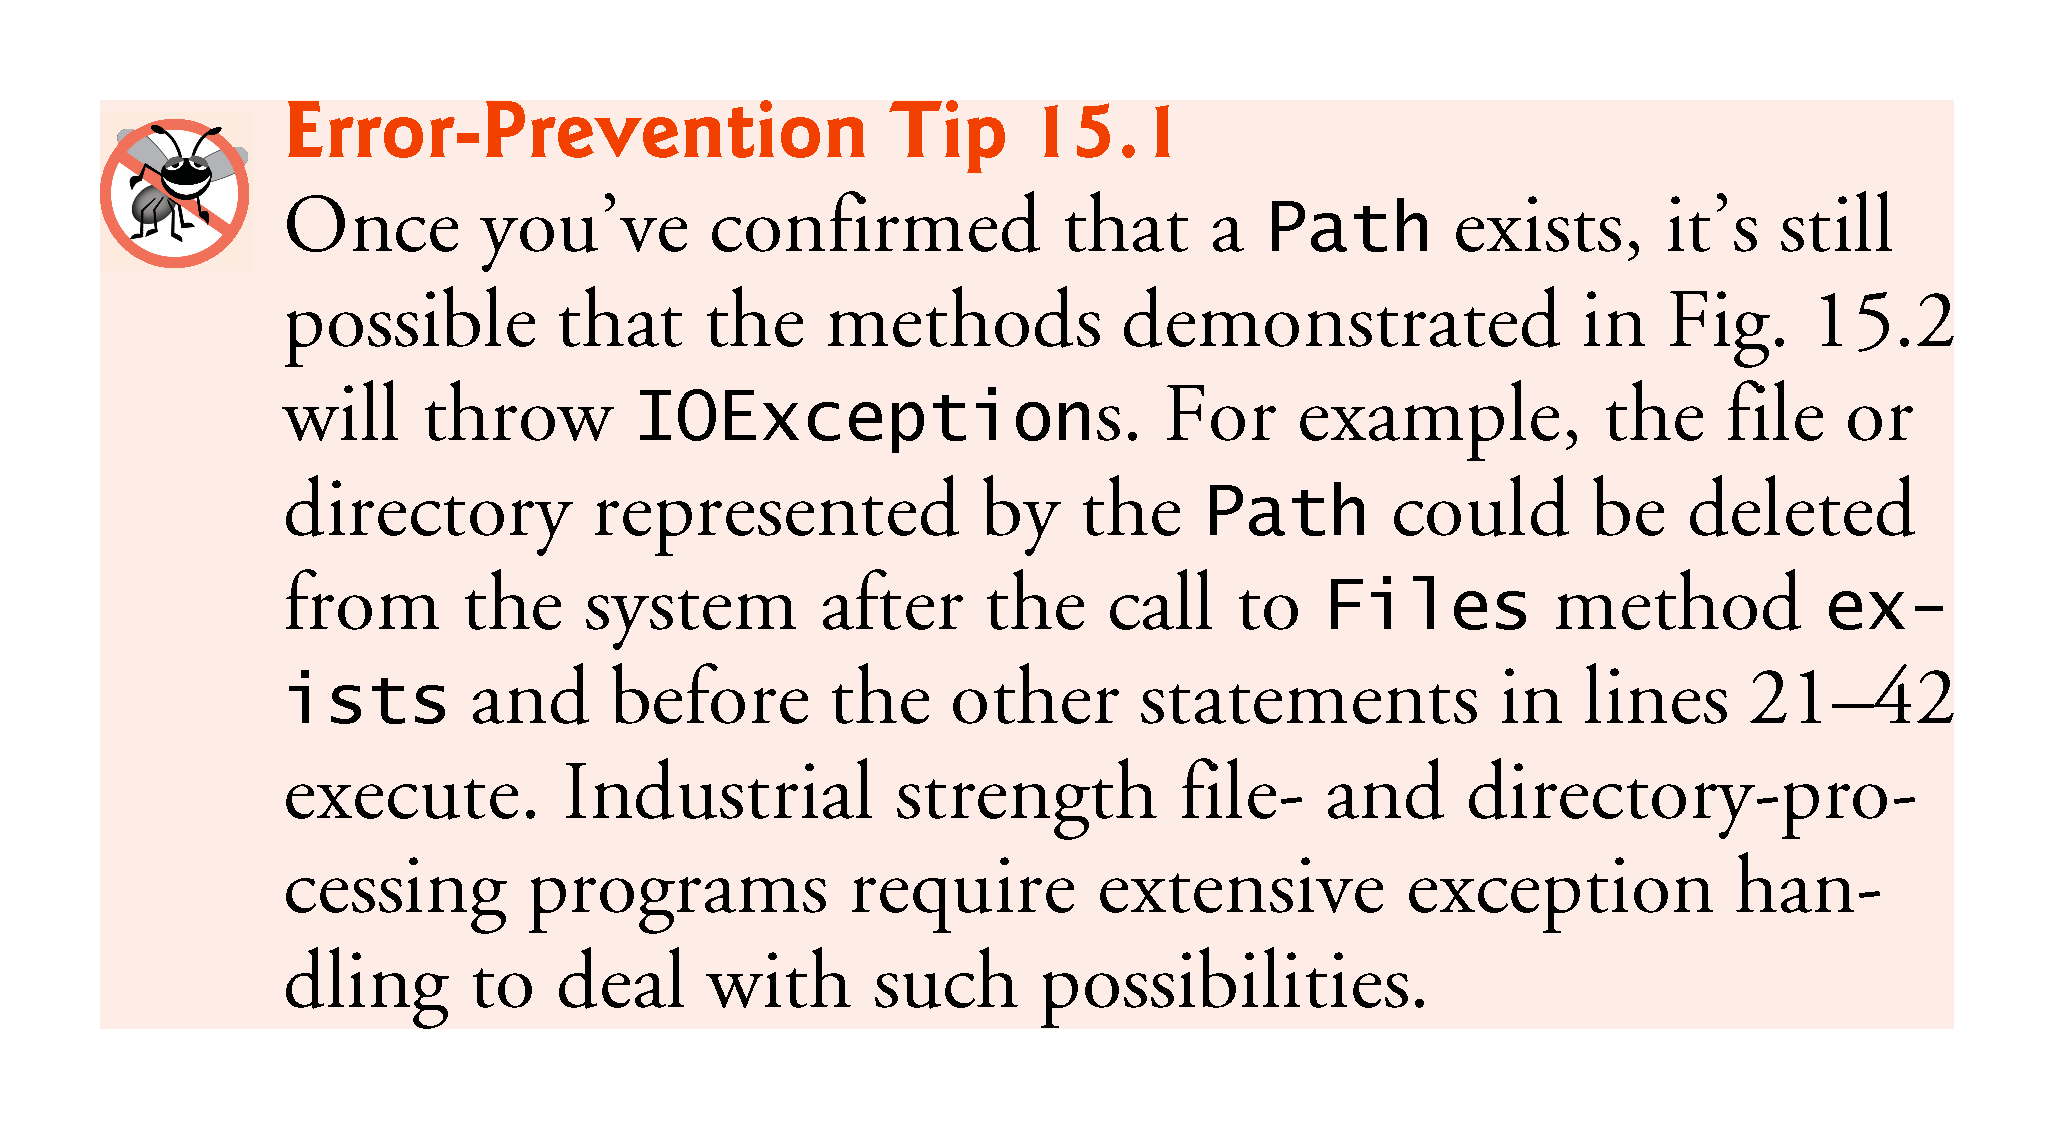 Error-Prevention Tip 15.1
Once you’ve confirmed that a Path exists, it’s still
possible that the methods demonstrated in Fig. 15.2
will throw IOExceptions. For example, the file or
directory represented by the Path could be deleted
from the system after the call to Files method ex-
ists and before the other statements in lines 21–42
execute. Industrial strength file- and directory-pro-
cessing programs require extensive exception han-
dling to deal with such possibilities.